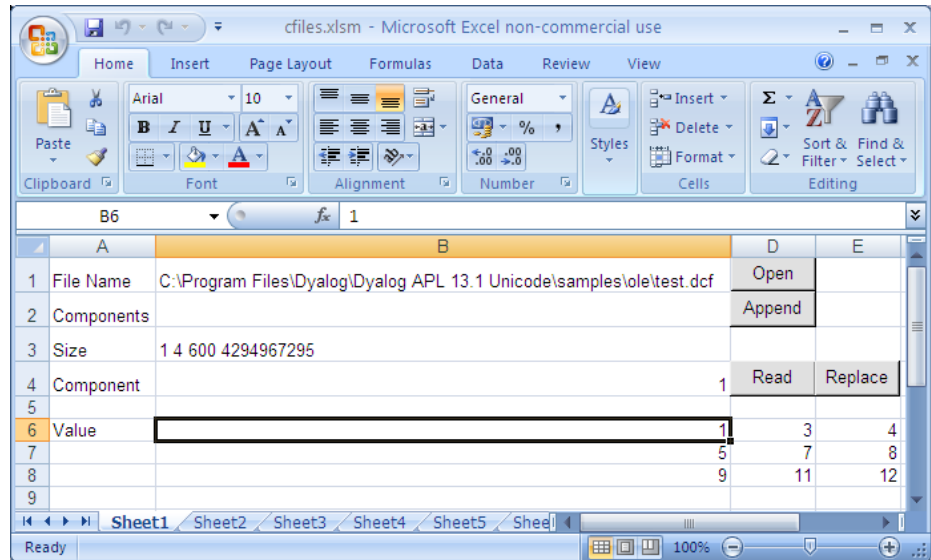 cfiles.xlsm - Microsoft Excel non-commercial use
Home Insert Page Layout Formulas Data Review View
Paste
Clipboard
Arial 10
B I U A A
A
Font
Alignment
General
% ,
.00 .0
Number
Styles
Insert
Delete
Format
Cells
Σ
Sort & Filter
Find & Select
Editing
B6 fx 1
A B D E
1 File Name C:\Program Files\Dyalog\Dyalog APL 13.1 Unicode\samples\ole\test.dcf Open
2 Components Append
3 Size 1 4 600 4294967295
4 Component 1 Read Replace
5
6 Value 1 3 4
7 5 7 8
8 9 11 12
9
Sheet1 Sheet2 Sheet3 Sheet4 Sheet5 Shee
Ready 100%